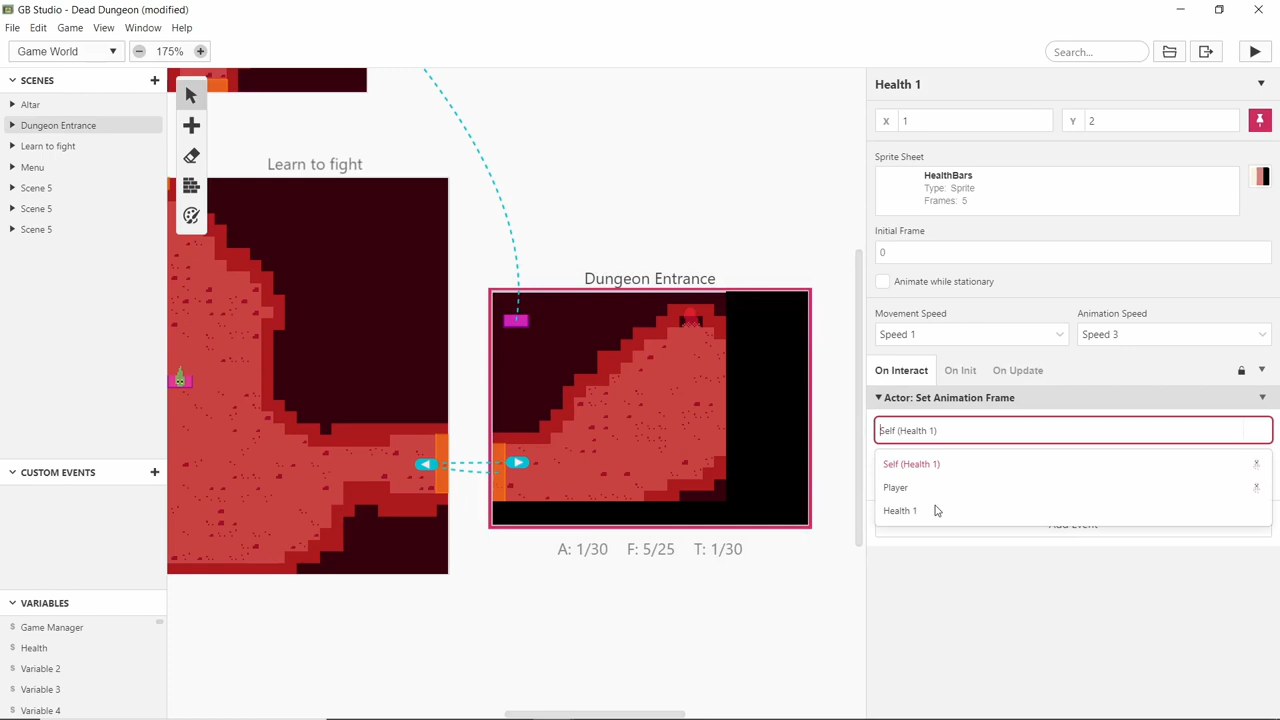 GB Studio - Dead Dungeon (modified)
File Edit Game View Window Help
Game World 175% Search...
SCENES
Altar
Dungeon Entrance
Learn to fight
Menu
Scene 5
Scene 5
Scene 5
CUSTOM EVENTS
VARIABLES
S Game Manager
S Health
S Variable 2
S Variable 3
S Variable 4
Learn to fight
Dungeon Entrance
A: 1/30 F: 5/25 T: 1/30
Health 1
X 1 Y 2
Sprite Sheet
HealthBars
Type: Sprite
Frames: 5
Initial Frame
0
Animate while stationary
Movement Speed Animation Speed
Speed 1 Speed 3
On Interact On Init On Update
Actor: Set Animation Frame
Self (Health 1)
Self (Health 1)
Player
Health 1
Add Event